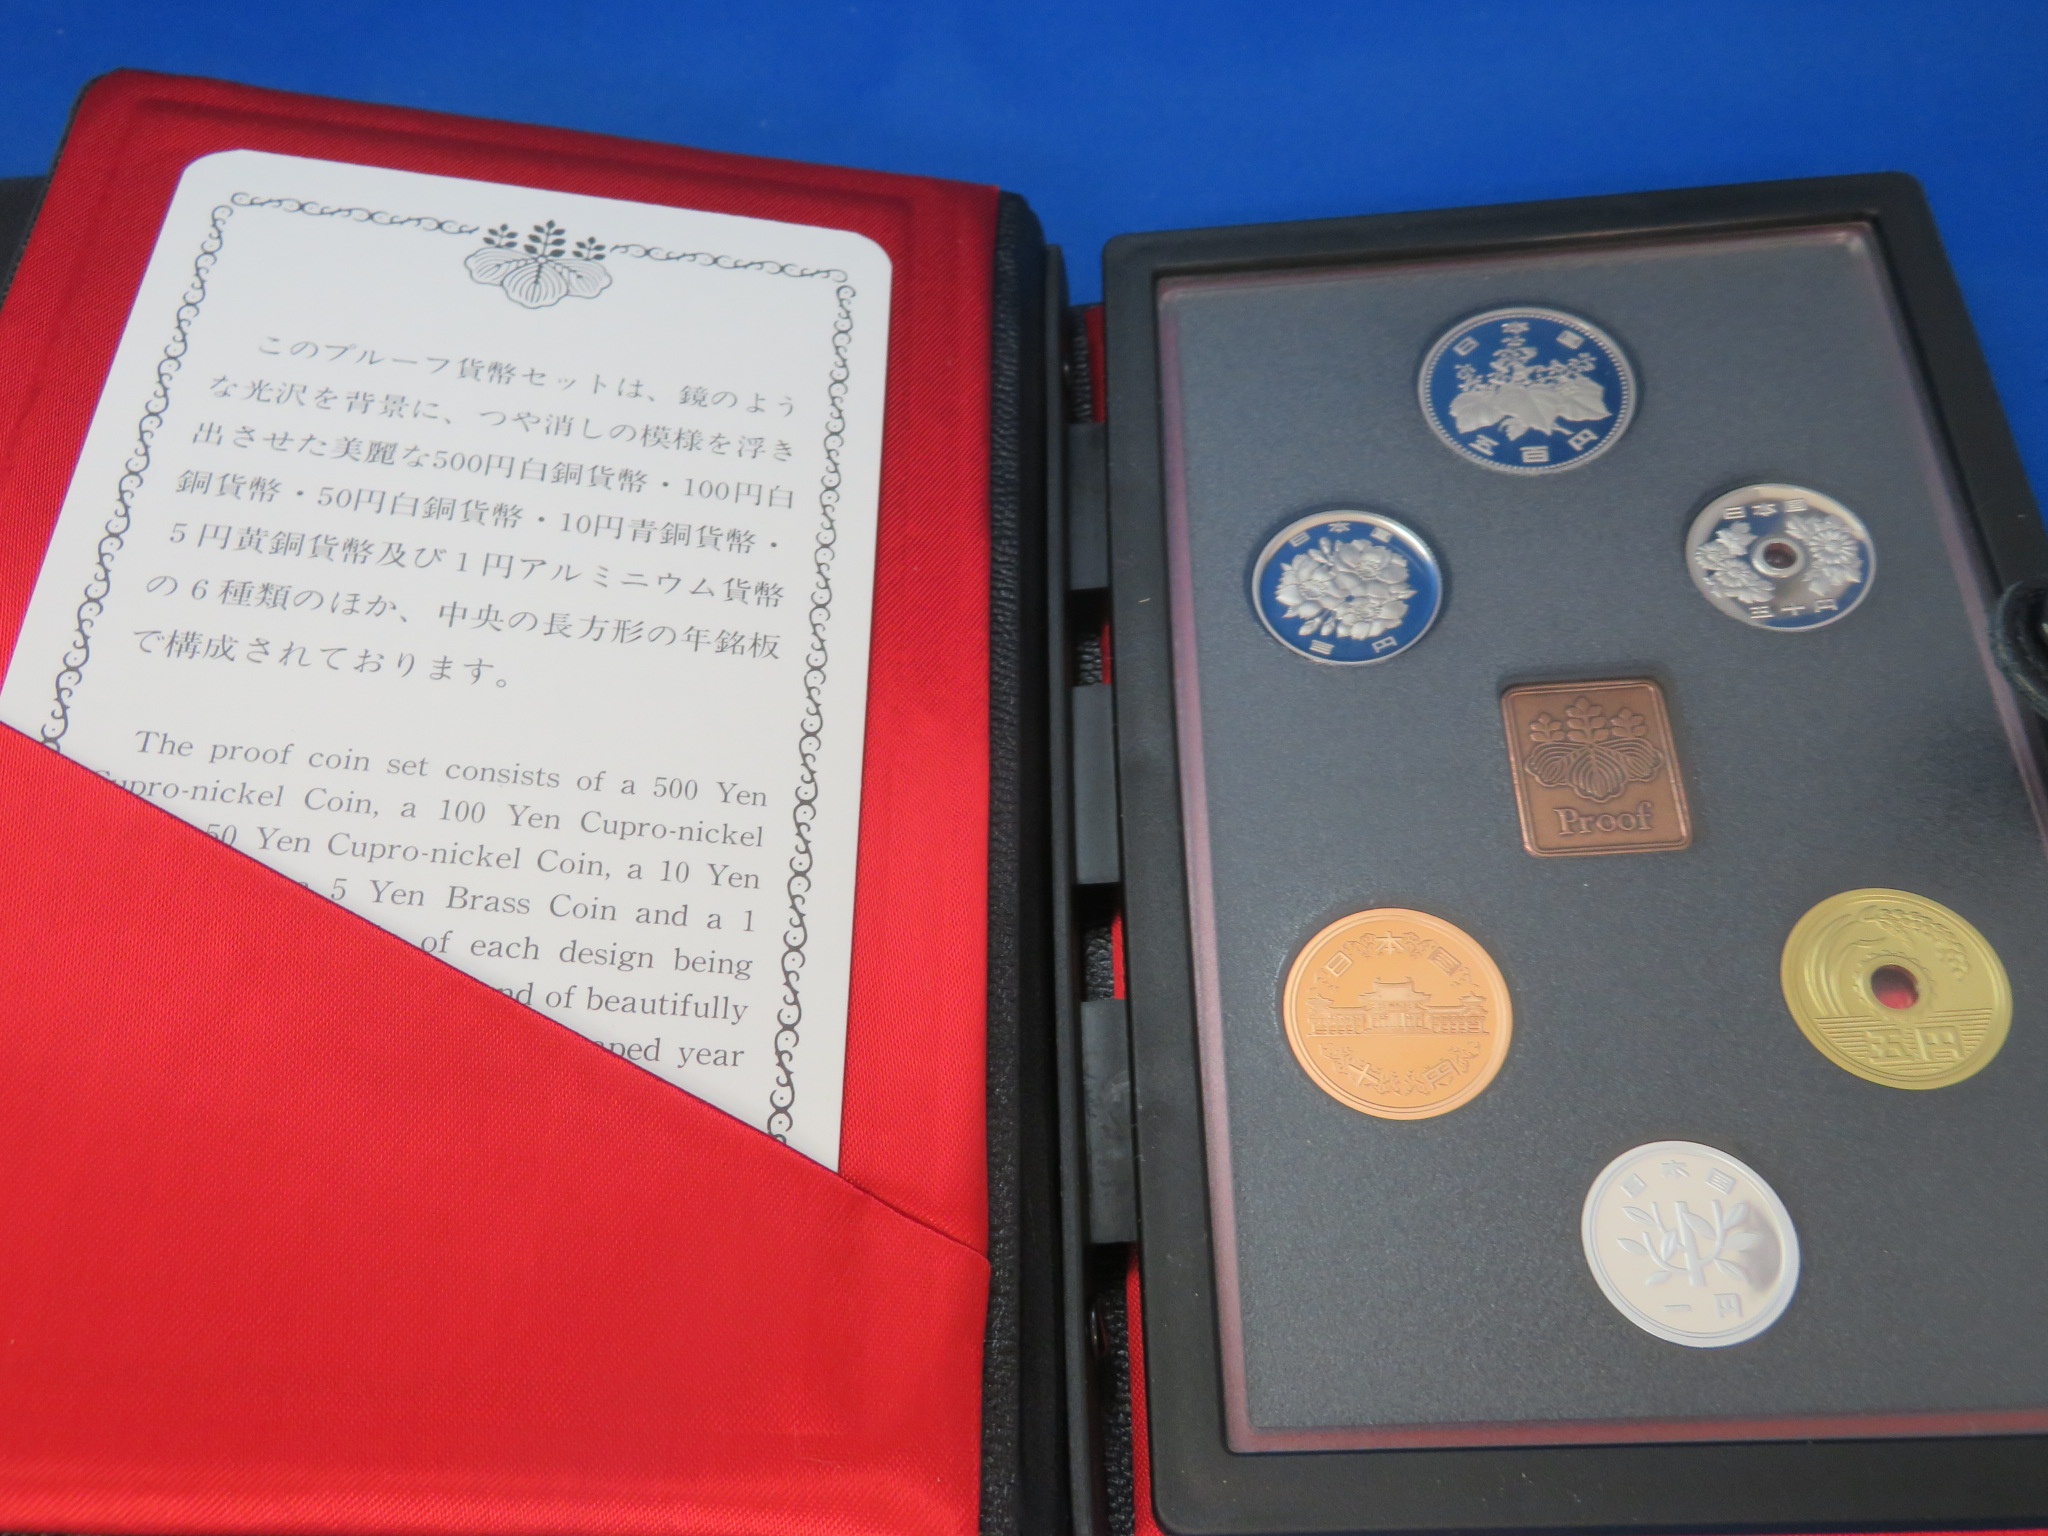 このプルーフ貨幣セットは、鏡のよう
な光沢を背景に、つや消しの模様を浮き
出させた美麗な500円白銅貨幣・100円白
銅貨幣・50円白銅貨幣・10円青銅貨幣・
5円黄銅貨幣及び1円アルミニウム貨幣
の6種類のほか、中央の長方形の年銘板
で構成されております。
The proof coin set consists of a 500 Yen
Cupro-nickel Coin, a 100 Yen Cupro-nickel
50 Yen Cupro-nickel Coin, a 10 Yen
5 Yen Brass Coin and a 1
of each design being
of beautifully
year
日本国
五百円
日本国
百円
日本国
五十円
Proof
日本国
十円
五円
日本国
一円